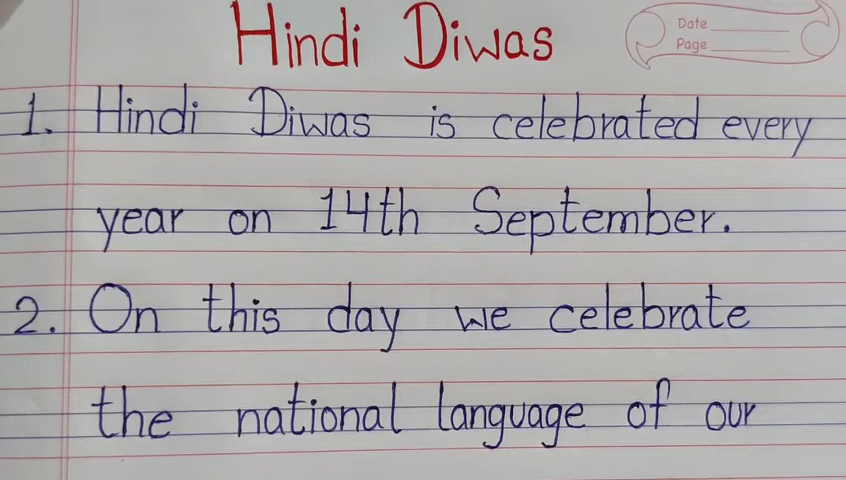 Hindi Diwas
Date
Page
1. Hindi Diwas is celebrated every
year on 14th September.
2. On this day we celebrate
the national language of our